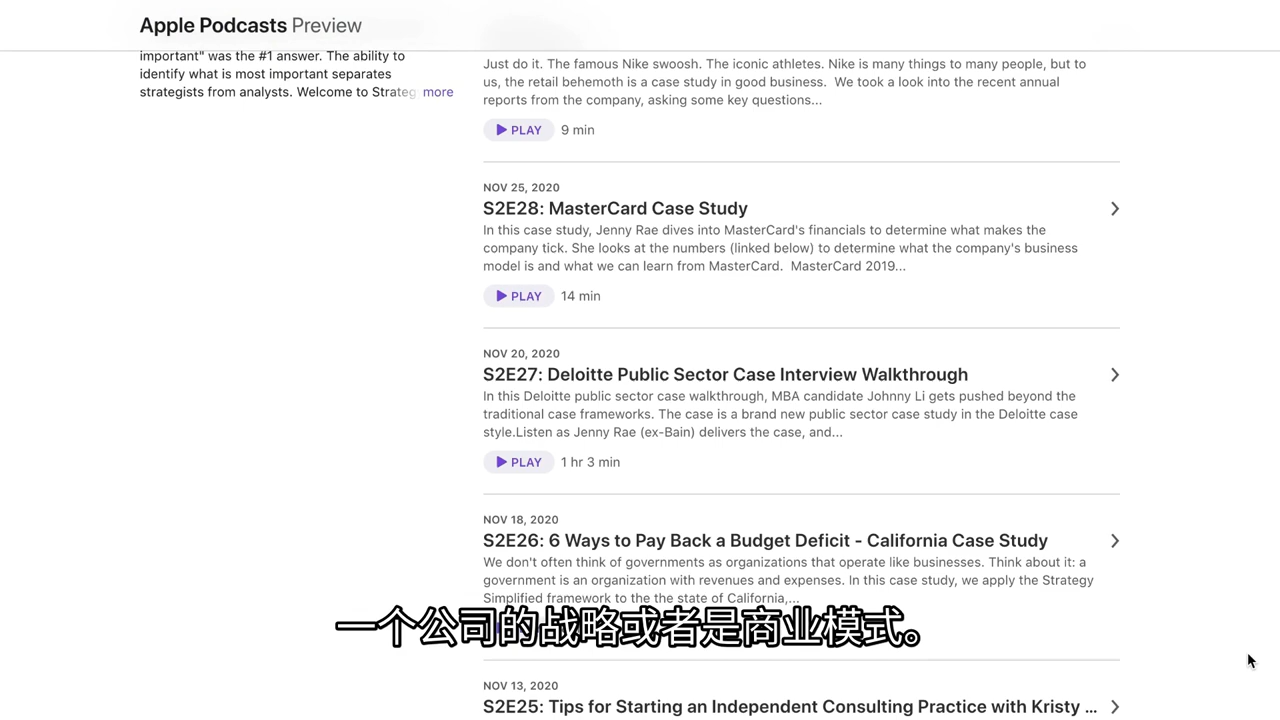 Apple Podcasts Preview
important" was the #1 answer. The ability to
identify what is most important separates
strategists from analysts. Welcome to Strateg more
Just do it. The famous Nike swoosh. The iconic athletes. Nike is many things to many people, but to
us, the retail behemoth is a case study in good business.  We took a look into the recent annual
reports from the company, asking some key questions...
PLAY 9 min
NOV 25, 2020
S2E28: MasterCard Case Study
In this case study, Jenny Rae dives into MasterCard's financials to determine what makes the
company tick. She looks at the numbers (linked below) to determine what the company's business
model is and what we can learn from MasterCard.  MasterCard 2019...
PLAY 14 min
NOV 20, 2020
S2E27: Deloitte Public Sector Case Interview Walkthrough
In this Deloitte public sector case walkthrough, MBA candidate Johnny Li gets pushed beyond the
traditional case frameworks. The case is a brand new public sector case study in the Deloitte case
style.Listen as Jenny Rae (ex-Bain) delivers the case, and...
PLAY 1 hr 3 min
NOV 18, 2020
S2E26: 6 Ways to Pay Back a Budget Deficit - California Case Study
We don't often think of governments as organizations that operate like businesses. Think about it: a
government is an organization with revenues and expenses. In this case study, we apply the Strategy
Simplified framework to the the state of California,...
一个公司的战略或者是商业模式。
NOV 13, 2020
S2E25: Tips for Starting an Independent Consulting Practice with Kristy ...